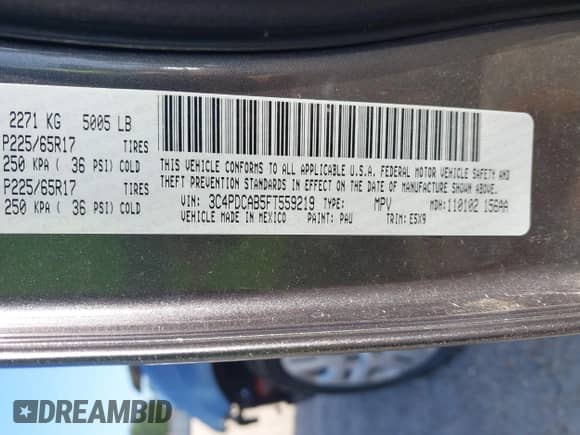 2271 KG 5005 LB
P225/65R17 TIRES
250 KPA ( 36 PSI) COLD
P225/65R17 TIRES
250 KPA ( 36 PSI) COLD
THIS VEHICLE CONFORMS TO ALL APPLICABLE U.S.A. FEDERAL MOTOR VEHICLE SAFETY AND
THEFT PREVENTION STANDARDS IN EFFECT ON THE DATE OF MANUFACTURE SHOWN ABOVE.
VIN: 3C4PDCAB5FT559219 TYPE: MPV MDH: 110102 156AA
VEHICLE MADE IN MEXICO PAINT: PAU TRIM: E5X9
DREAMBID